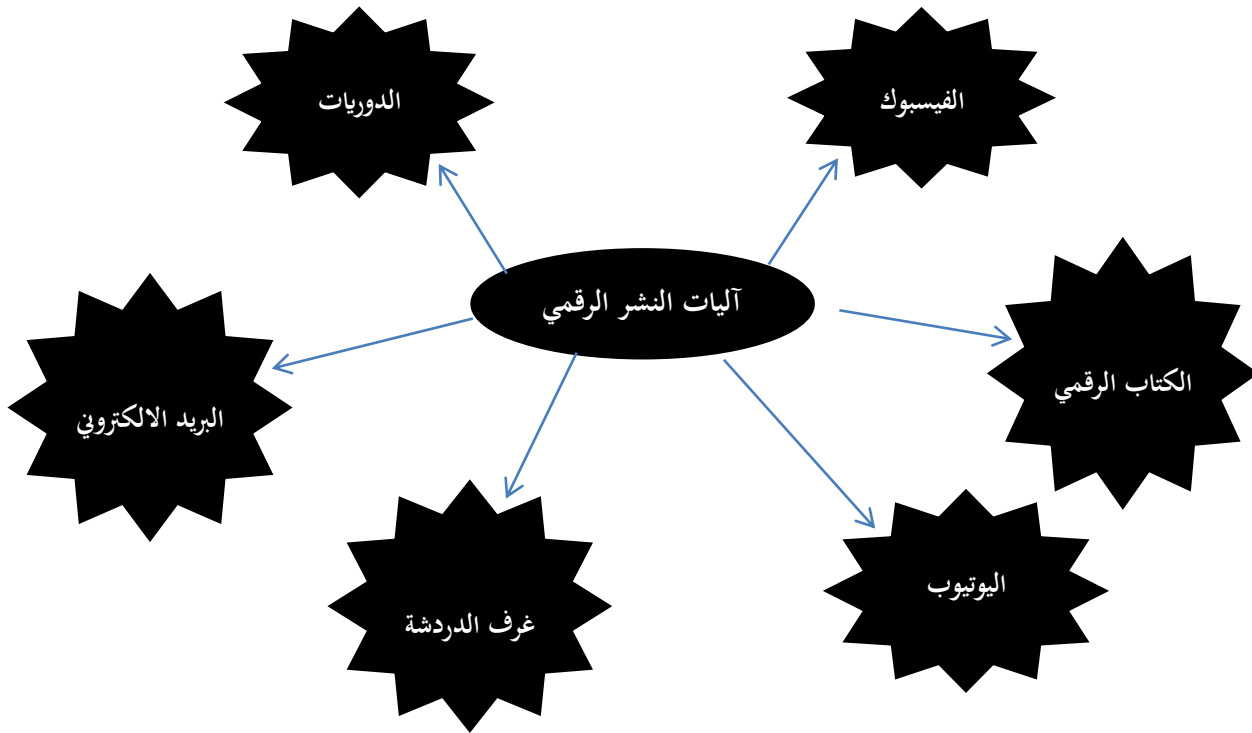 الفيسبوك
الدوريات
آليات النشر الرقمي
الكتاب الرقمي
البريد الالكتروني
اليوتيوب
غرف الدردشة